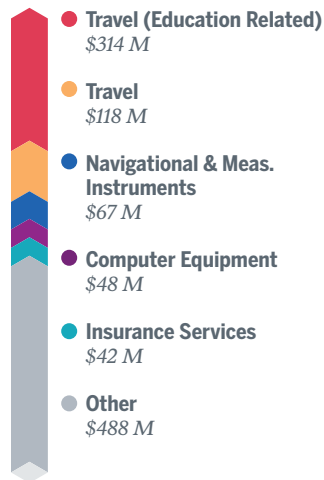 Travel (Education Related)
$314 M
Travel
$118 M
Navigational & Meas.
Instruments
$67 M
Computer Equipment
$48 M
Insurance Services
$42 M
Other
$488 M